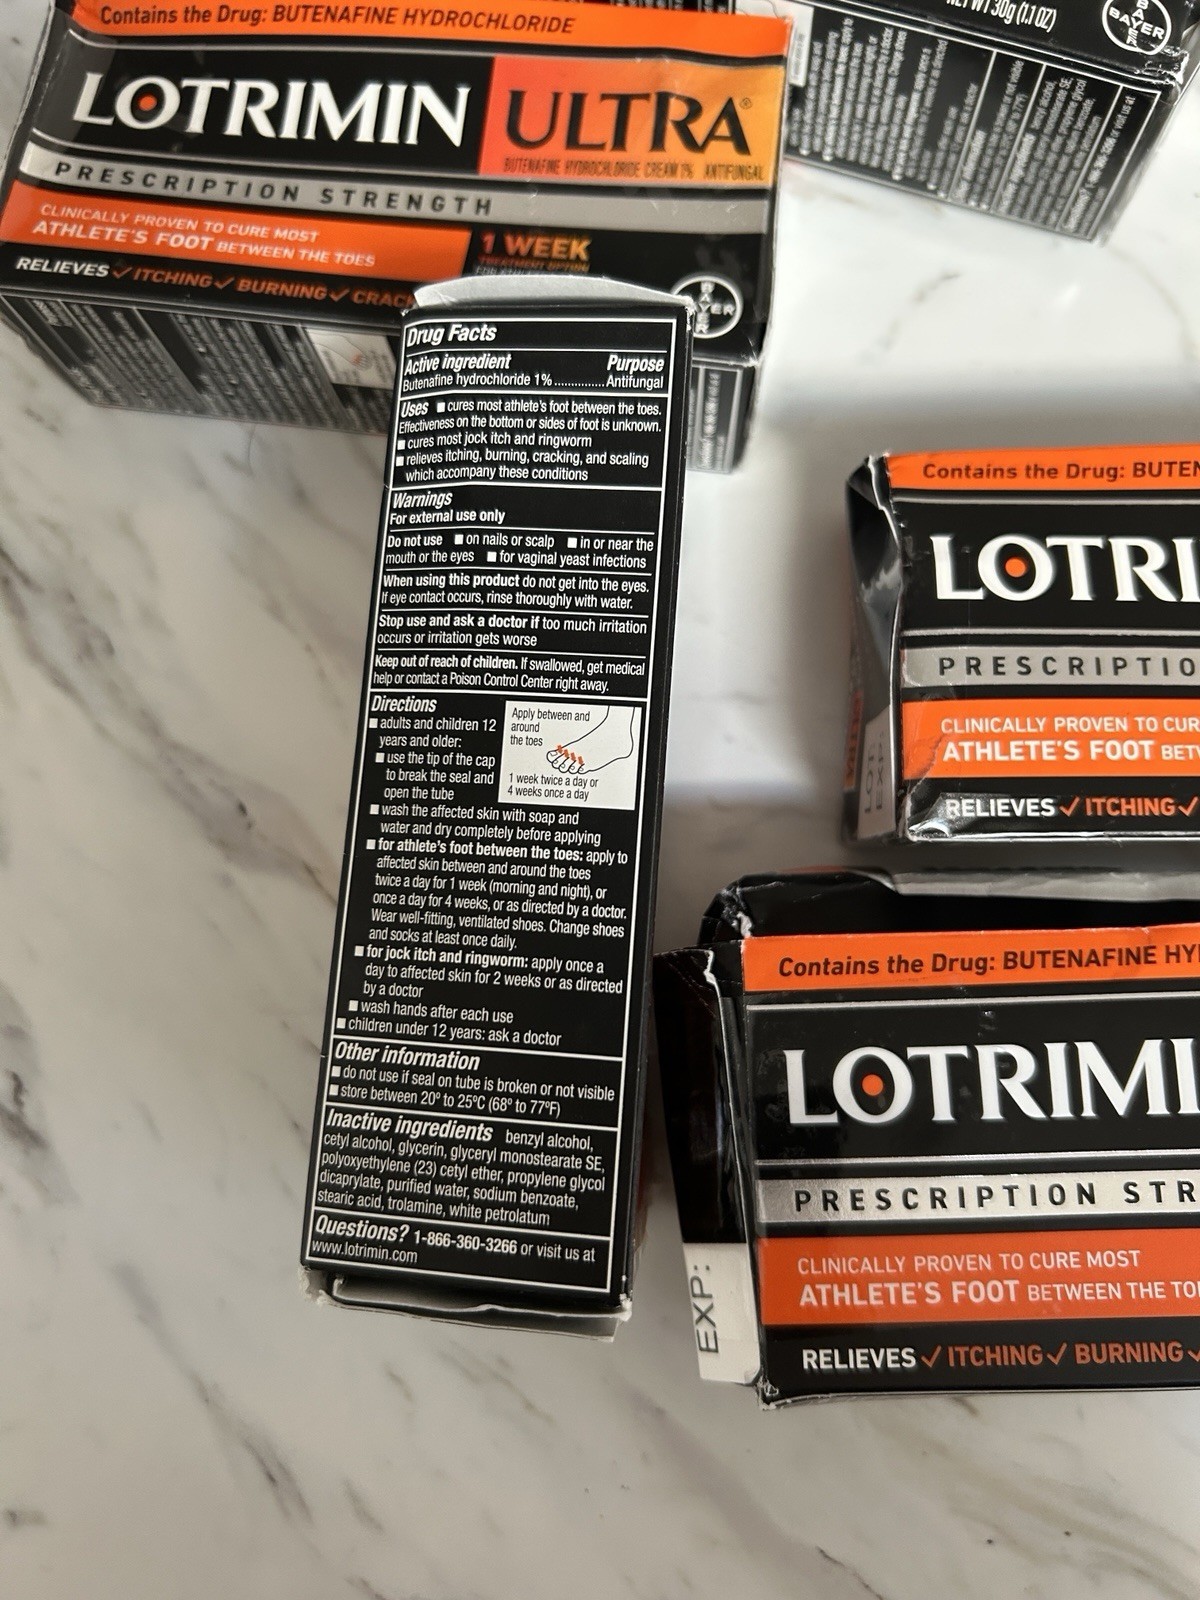 Contains the Drug: BUTENAFINE HYDROCHLORIDE
LOTRIMIN ULTRA®
BUTENAFINE HYDROCHLORIDE CREAM 1% ANTIFUNGAL
PRESCRIPTION STRENGTH
CLINICALLY PROVEN TO CURE MOST
ATHLETE'S FOOT BETWEEN THE TOES
1 WEEK
TREATMENT OPTION
RELIEVES ✓ ITCHING ✓ BURNING ✓ CRACK
BAYER
BAYER
NET WT 30g (1.1 OZ)
BAYER
BAYER
Drug Facts
Active ingredient Purpose
Butenafine hydrochloride 1%...............Antifungal
Uses ■ cures most athlete's foot between the toes.
Effectiveness on the bottom or sides of foot is unknown.
■ cures most jock itch and ringworm
■ relieves itching, burning, cracking, and scaling
which accompany these conditions
Warnings
For external use only
Do not use ■ on nails or scalp ■ in or near the
mouth or the eyes ■ for vaginal yeast infections
When using this product do not get into the eyes.
If eye contact occurs, rinse thoroughly with water.
Stop use and ask a doctor if too much irritation
occurs or irritation gets worse
Keep out of reach of children. If swallowed, get medical
help or contact a Poison Control Center right away.
Directions
■ adults and children 12
years and older:
■ use the tip of the cap
to break the seal and
open the tube
Apply between and
around
the toes
1 week twice a day or
4 weeks once a day
■ wash the affected skin with soap and
water and dry completely before applying
■ for athlete's foot between the toes: apply to
affected skin between and around the toes
twice a day for 1 week (morning and night), or
once a day for 4 weeks, or as directed by a doctor.
Wear well-fitting, ventilated shoes. Change shoes
and socks at least once daily.
■ for jock itch and ringworm: apply once a
day to affected skin for 2 weeks or as directed
by a doctor
■ wash hands after each use
■ children under 12 years: ask a doctor
Other information
■ do not use if seal on tube is broken or not visible
■ store between 20º to 25ºC (68º to 77ºF)
Inactive ingredients benzyl alcohol,
cetyl alcohol, glycerin, glyceryl monostearate SE,
polyoxyethylene (23) cetyl ether, propylene glycol
dicaprylate, purified water, sodium benzoate,
stearic acid, trolamine, white petrolatum
Questions? 1-866-360-3266 or visit us at
www.lotrimin.com
Contains the Drug: BUTEN
LOTRI
PRESCRIPTIO
CLINICALLY PROVEN TO CUR
ATHLETE'S FOOT BETW
RELIEVES ✓ ITCHING ✓
LOT:
EXP:
Contains the Drug: BUTENAFINE HY
LOTRIMI
PRESCRIPTION STR
CLINICALLY PROVEN TO CURE MOST
ATHLETE'S FOOT BETWEEN THE TO
RELIEVES ✓ ITCHING ✓ BURNING ✓
EXP: